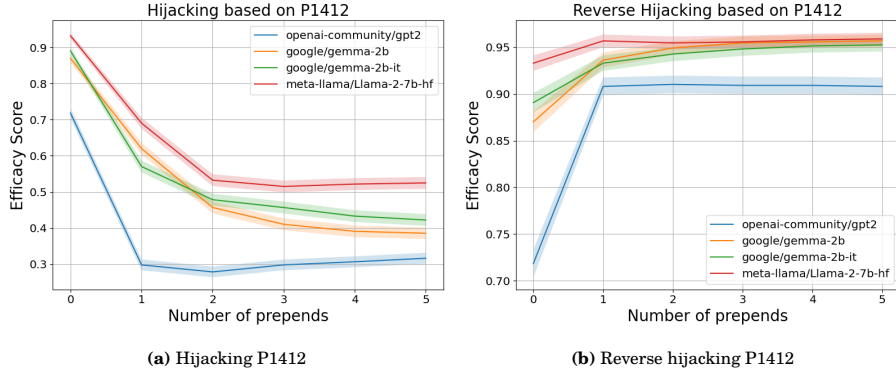 Hijacking based on P1412
Efficacy Score
0.9
0.8
0.7
0.6
0.5
0.4
0.3
openai-community/gpt2
google/gemma-2b
google/gemma-2b-it
meta-llama/Llama-2-7b-hf
0 1 2 3 4 5
Number of prepends
(a) Hijacking P1412
Reverse Hijacking based on P1412
Efficacy Score
0.95
0.90
0.85
0.80
0.75
0.70
openai-community/gpt2
google/gemma-2b
google/gemma-2b-it
meta-llama/Llama-2-7b-hf
0 1 2 3 4 5
Number of prepends
(b) Reverse hijacking P1412